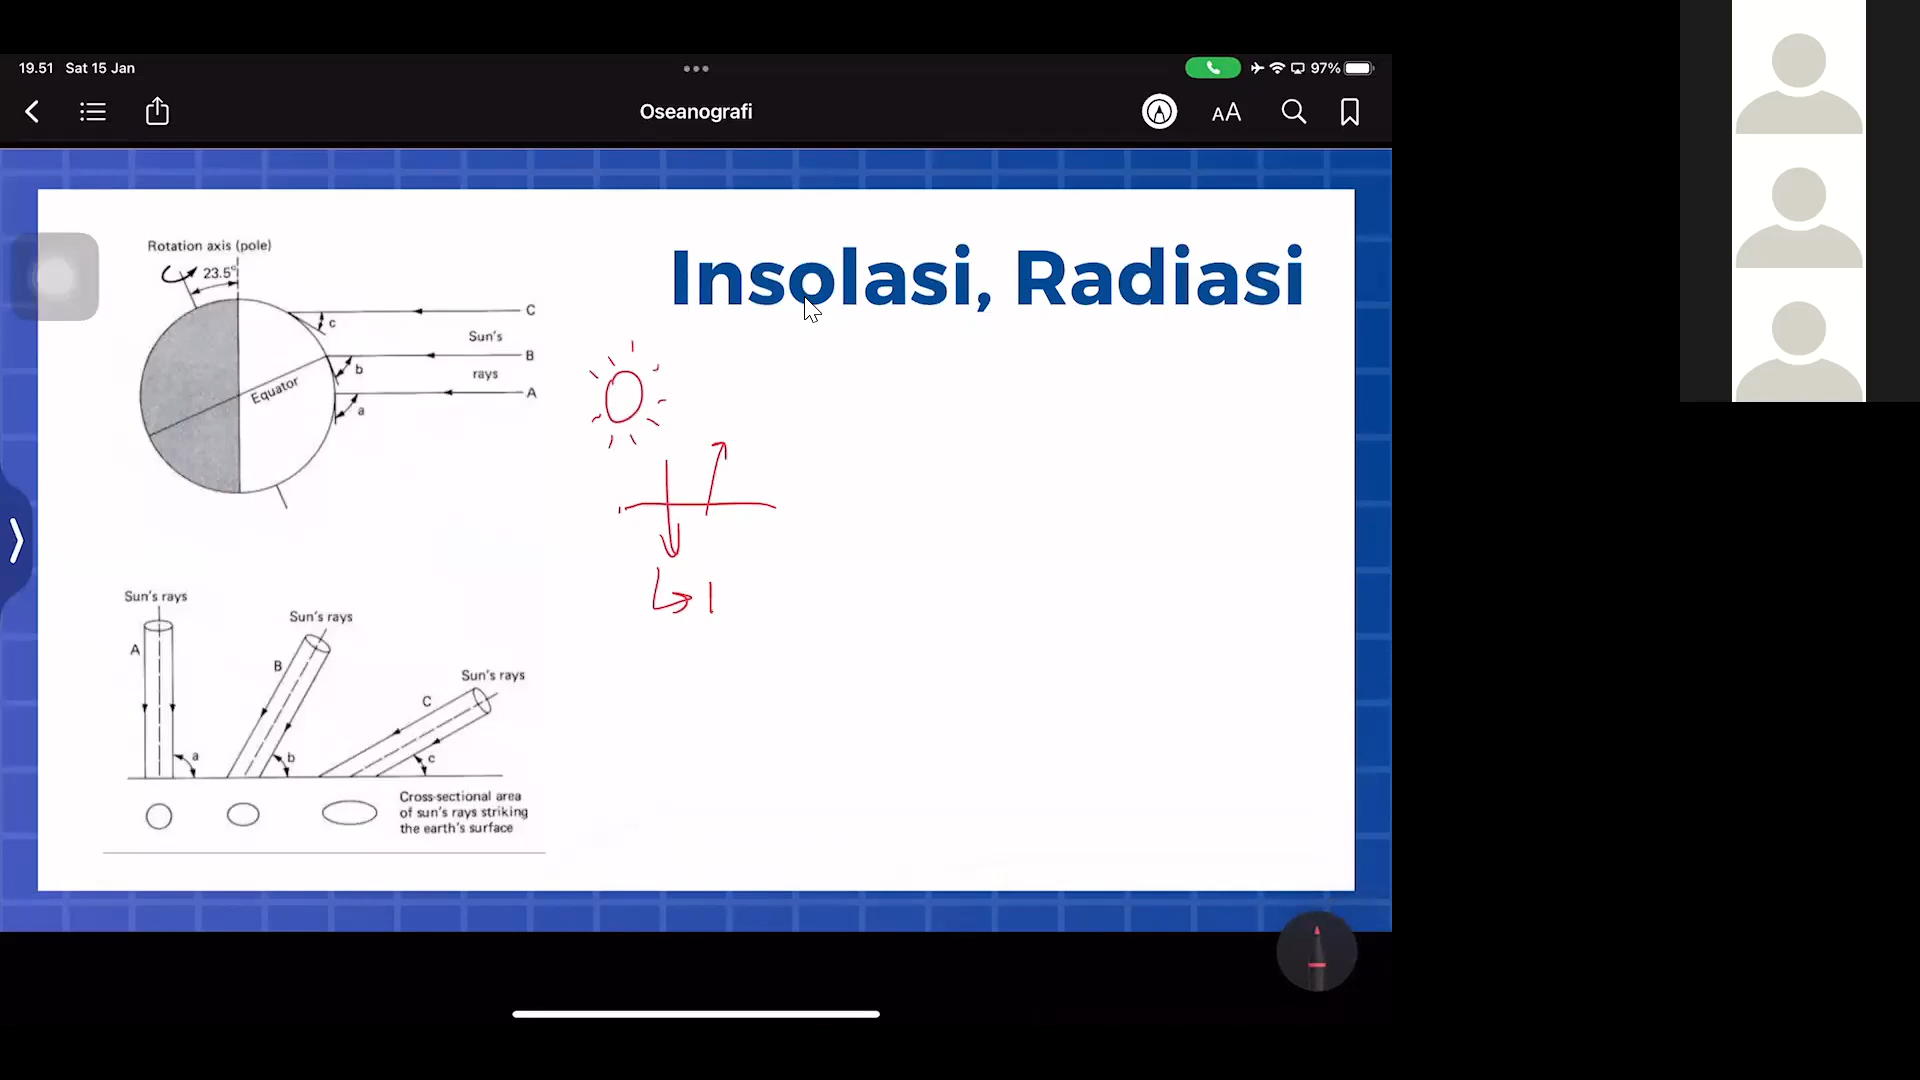 19.51 Sat 15 Jan
97%
Oseanografi
AA
Insolasi, Radiasi
Rotation axis (pole)
23.5°
C
c
Sun's
B
b
rays
A
a
Equator
Sun's rays
A
a
Sun's rays
B
b
Sun's rays
C
c
Cross-sectional area
of sun's rays striking
the earth's surface
I